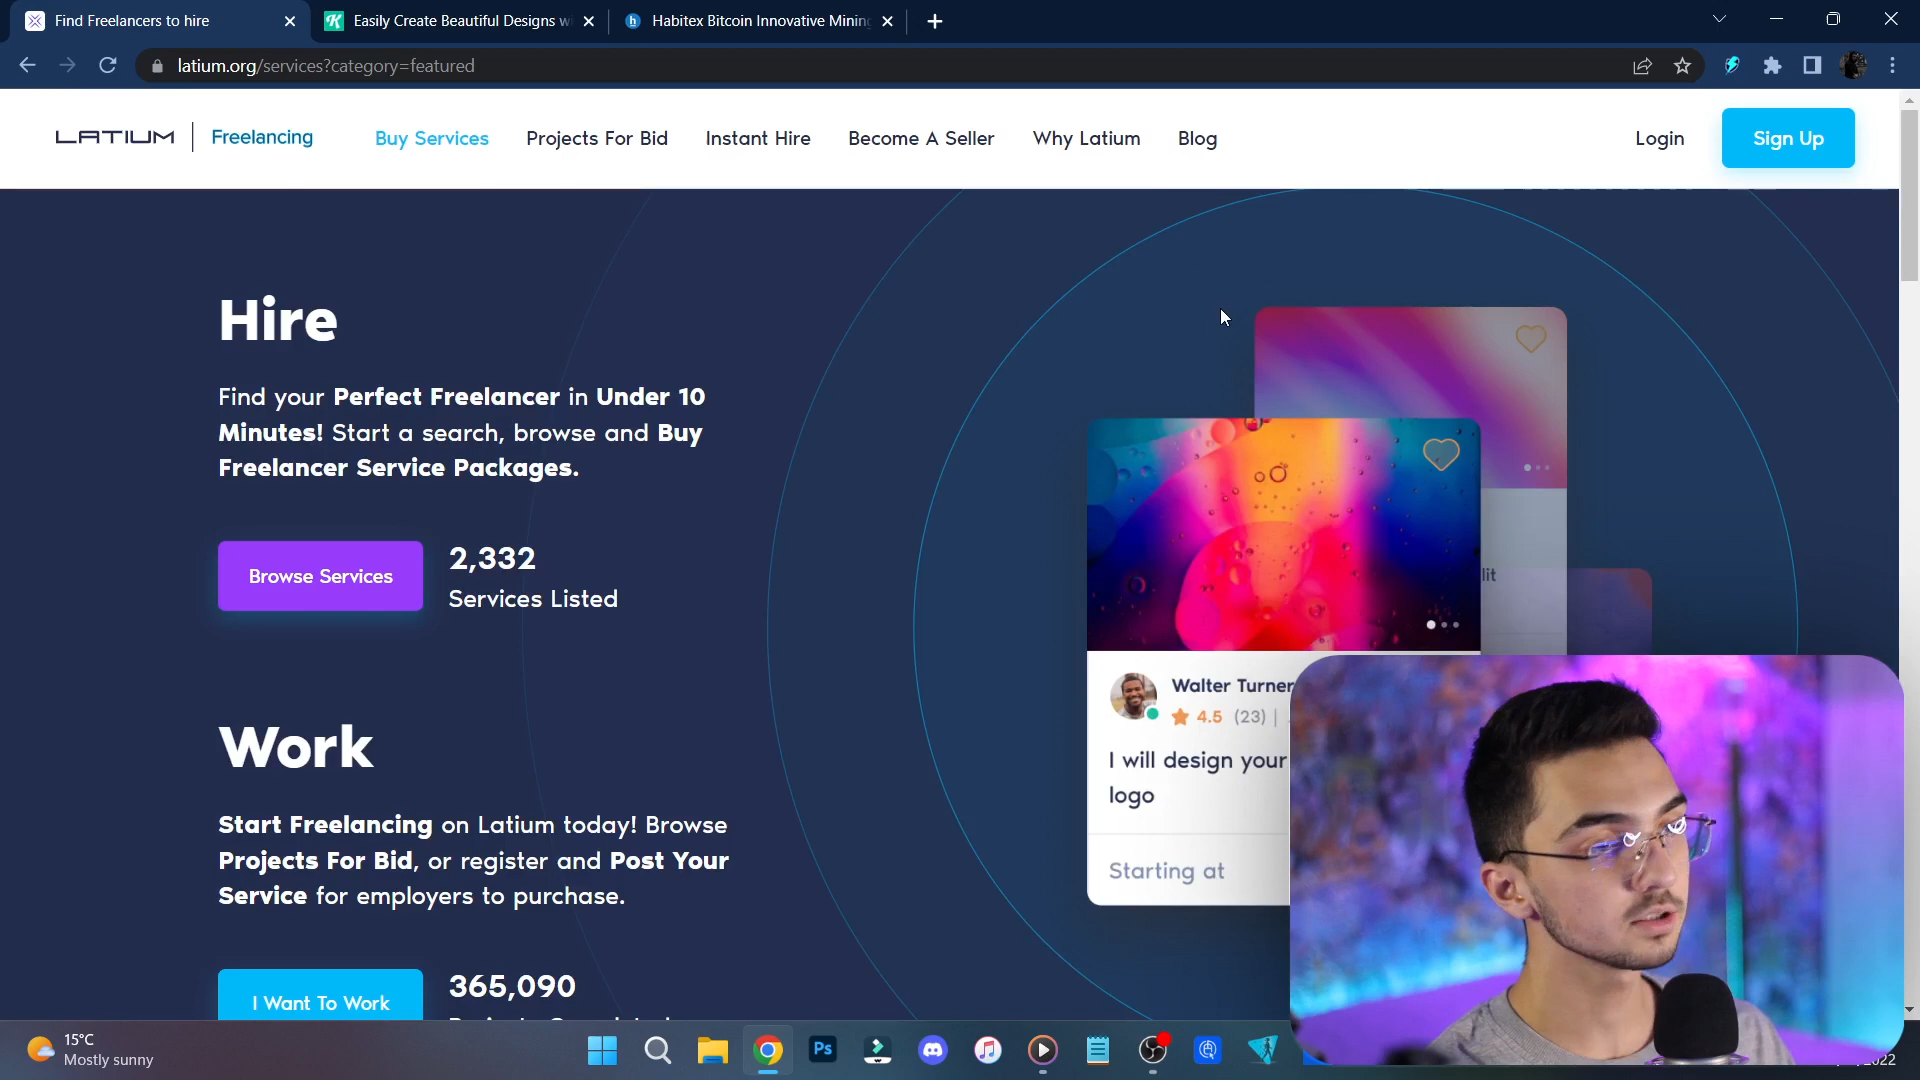 Find Freelancers to hire
Easily Create Beautiful Designs w
Habitex Bitcoin Innovative Mining
latium.org/services?category=featured
LATIUM
Freelancing
Buy Services
Projects For Bid
Instant Hire
Become A Seller
Why Latium
Blog
Login
Sign Up
Hire
Find your Perfect Freelancer in Under 10
Minutes! Start a search, browse and Buy
Freelancer Service Packages.
Browse Services
2,332
Services Listed
lit
Walter Turner
4.5 (23) |
I will design your
logo
Starting at
Work
Start Freelancing on Latium today! Browse
Projects For Bid, or register and Post Your
Service for employers to purchase.
I Want To Work
365,090
15°C
Mostly sunny
Ps